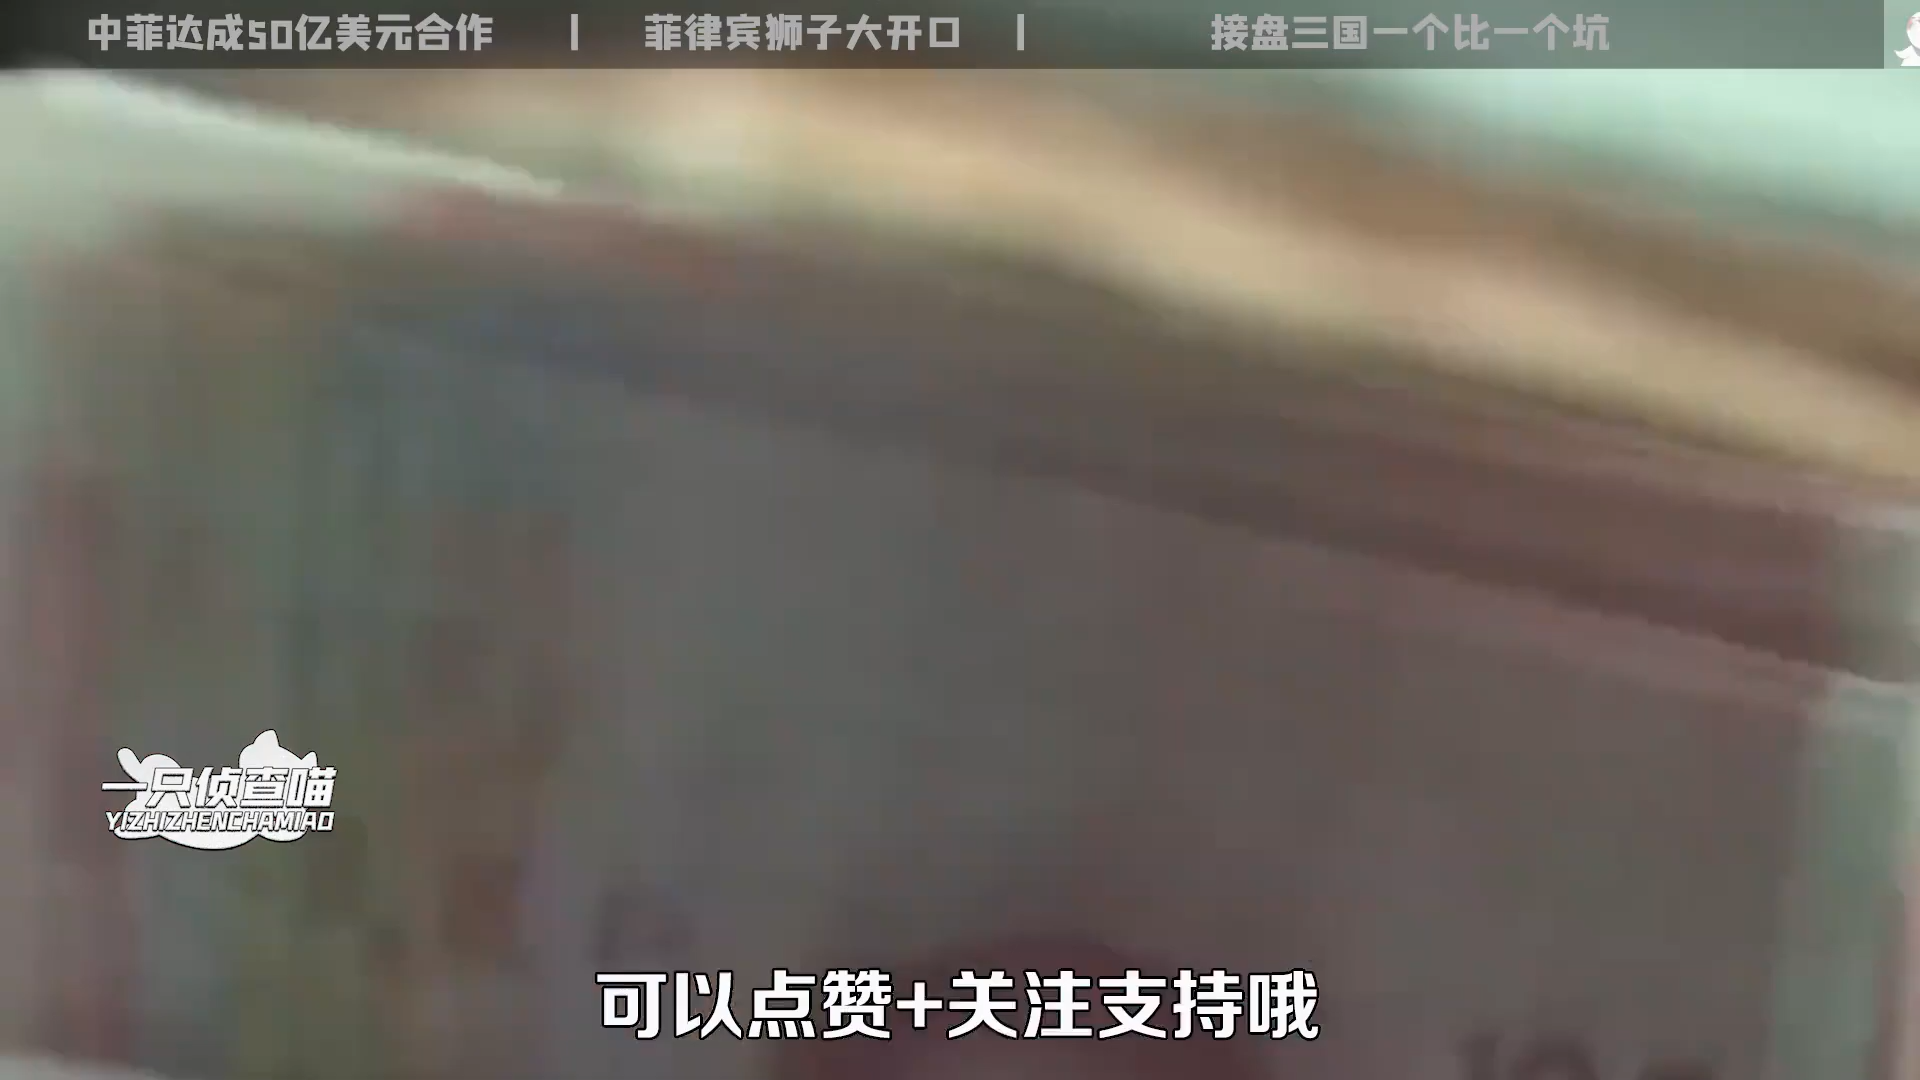 中菲达成50亿美元合作 | 菲律宾狮子大开口 | 接盘三国一个比一个坑
一只侦查喵
YIZHIZHENCHAMIAO
可以点赞+关注支持哦